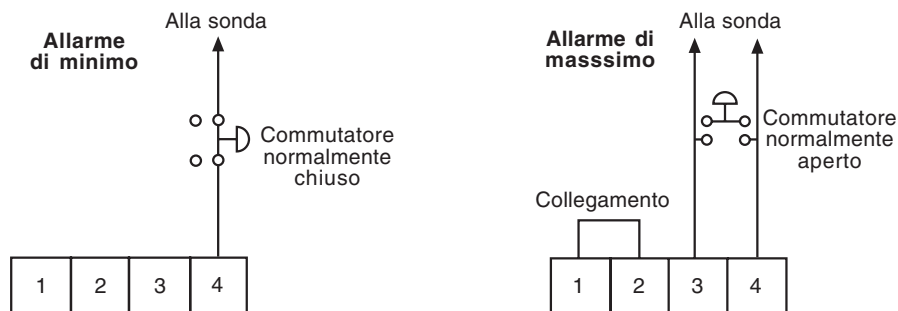 Alla sonda
Allarme
di minimo
Commutatore
normalmente
chiuso
1 2 3 4
Alla sonda
Allarme di
masssimo
Commutatore
normalmente
aperto
Collegamento
1 2 3 4